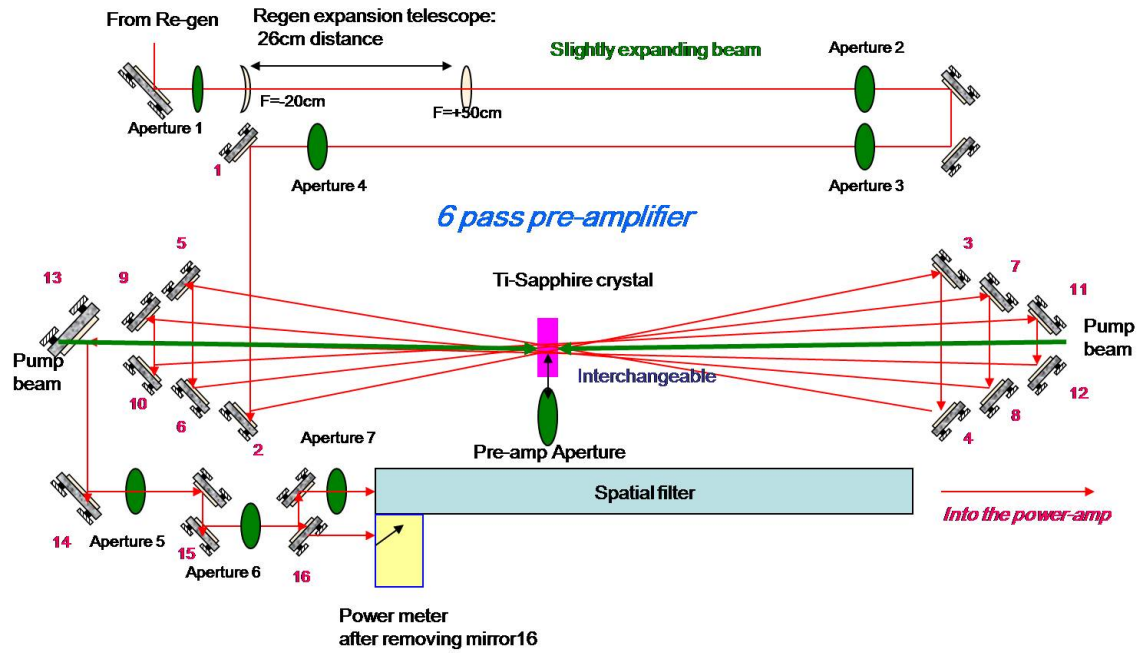 From Re-gen
Regen expansion telescope:
26cm distance
Slightly expanding beam
Aperture 2
F=-20cm
F=+50cm
Aperture 1
1
Aperture 4
Aperture 3
6 pass pre-amplifier
5
3
13
9
Ti-Sapphire crystal
7
11
Pump
beam
Pump
beam
Interchangeable
10
12
6
8
2
4
Aperture 7
Pre-amp Aperture
Spatial filter
Into the power-amp
14
Aperture 5
15
Aperture 6
16
Power meter
after removing mirror16